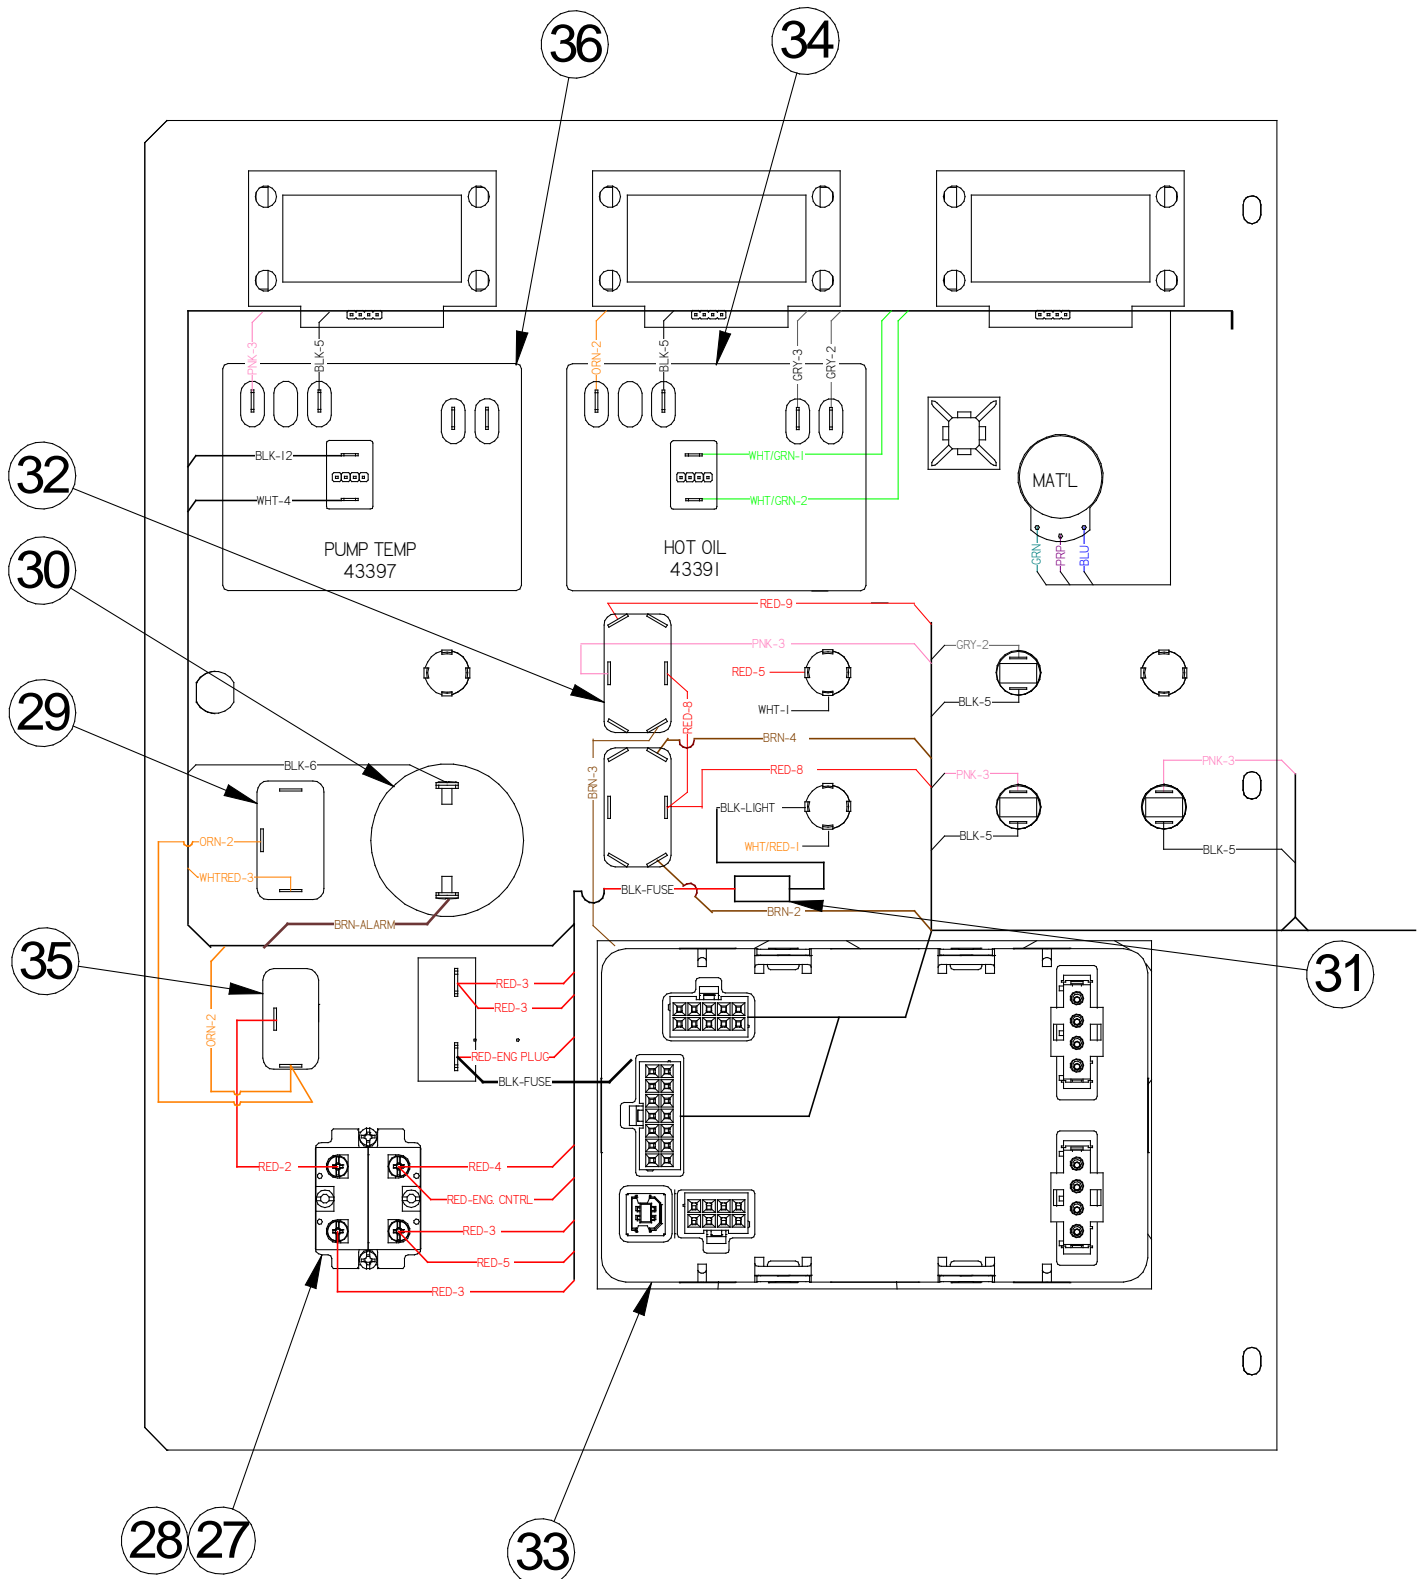 36
34
PNK-3
BLK-5
ORN-2
BLK-5
GRY-3
GRY-2
32
BLK-12
WHT-4
WHT/GRN-1
WHT/GRN-2
MAT'L
PUMP TEMP
43397
HOT OIL
43391
GRN
PRP
BLU
30
RED-9
PNK-3
RED-5
GRY-2
WHT-1
BLK-5
29
RED-8
BRN-4
BLK-6
BRN-3
RED-8
PNK-3
PNK-3
BLK-LIGHT
ORN-2
WHT/RED-1
BLK-5
BLK-5
WHTRED-3
BLK-FUSE
BRN-2
BRN-ALARM
35
31
RED-3
RED-3
ORN-2
RED-ENG PLUG
BLK-FUSE
RED-2
RED-4
RED-ENG. CNTRL
RED-3
RED-5
RED-3
28
27
33